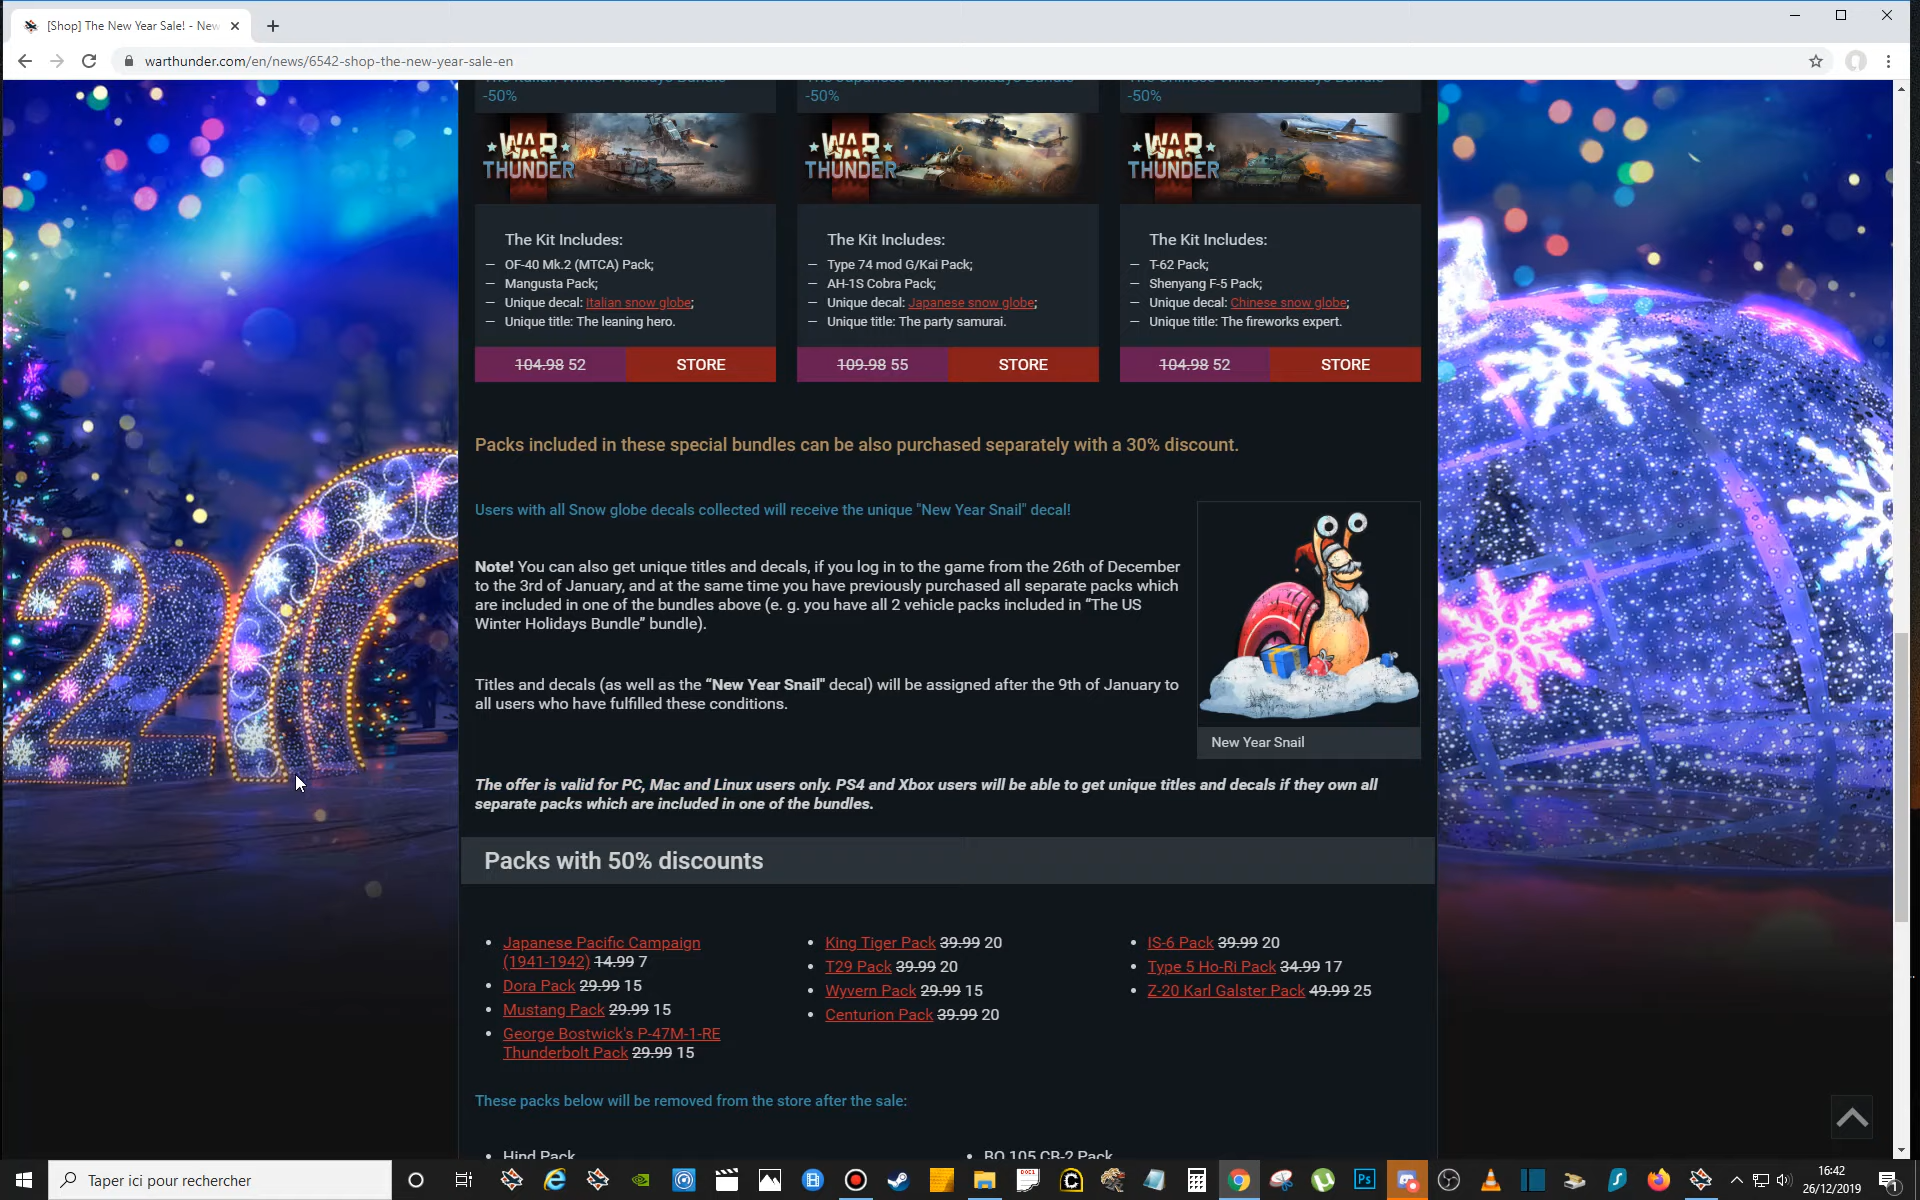 [Shop] The New Year Sale! - New
warthunder.com/en/news/6542-shop-the-new-year-sale-en
The Italian Winter Holidays Bundle
-50%
The Japanese Winter Holidays Bundle
-50%
The Chinese Winter Holidays Bundle
-50%
WAR THUNDER
WAR THUNDER
WAR THUNDER
The Kit Includes:
— OF-40 Mk.2 (MTCA) Pack;
— Mangusta Pack;
— Unique decal: Italian snow globe;
— Unique title: The leaning hero.
104.98 52 STORE
The Kit Includes:
— Type 74 mod G/Kai Pack;
— AH-1S Cobra Pack;
— Unique decal: Japanese snow globe;
— Unique title: The party samurai.
109.98 55 STORE
The Kit Includes:
— T-62 Pack;
— Shenyang F-5 Pack;
— Unique decal: Chinese snow globe;
— Unique title: The fireworks expert.
104.98 52 STORE
Packs included in these special bundles can be also purchased separately with a 30% discount.
Users with all Snow globe decals collected will receive the unique "New Year Snail" decal!
Note! You can also get unique titles and decals, if you log in to the game from the 26th of December
to the 3rd of January, and at the same time you have previously purchased all separate packs which
are included in one of the bundles above (e. g. you have all 2 vehicle packs included in “The US
Winter Holidays Bundle” bundle).
Titles and decals (as well as the “New Year Snail” decal) will be assigned after the 9th of January to
all users who have fulfilled these conditions.
New Year Snail
The offer is valid for PC, Mac and Linux users only. PS4 and Xbox users will be able to get unique titles and decals if they own all
separate packs which are included in one of the bundles.
Packs with 50% discounts
• Japanese Pacific Campaign
(1941-1942) 14.99 7
• Dora Pack 29.99 15
• Mustang Pack 29.99 15
• George Bostwick's P-47M-1-RE
Thunderbolt Pack 29.99 15
• King Tiger Pack 39.99 20
• T29 Pack 39.99 20
• Wyvern Pack 29.99 15
• Centurion Pack 39.99 20
• IS-6 Pack 39.99 20
• Type 5 Ho-Ri Pack 34.99 17
• Z-20 Karl Galster Pack 49.99 25
These packs below will be removed from the store after the sale:
• Hind Pack
• BO 105 CB-2 Pack
Taper ici pour rechercher
16:42
26/12/2019